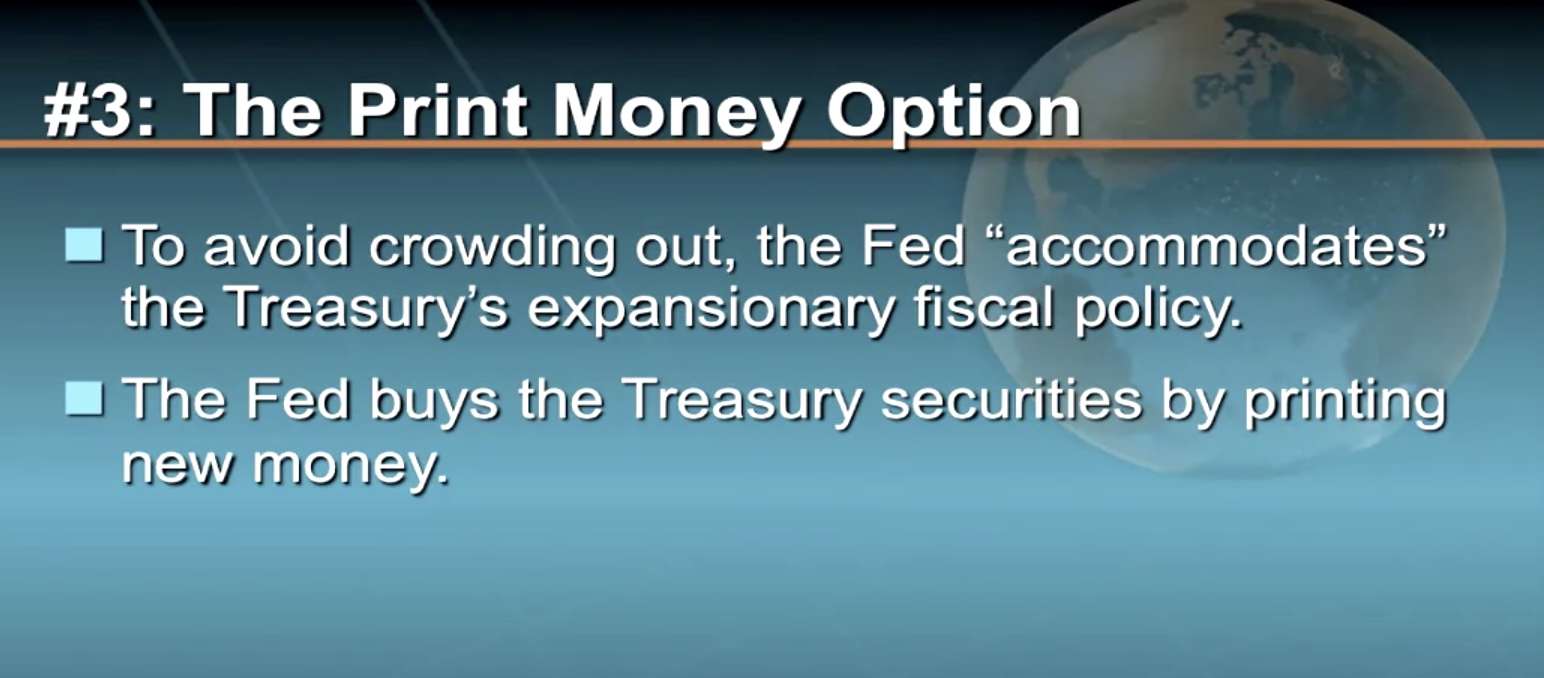 #3: The Print Money Option
To avoid crowding out, the Fed “accommodates”
the Treasury’s expansionary fiscal policy.
The Fed buys the Treasury securities by printing
new money.